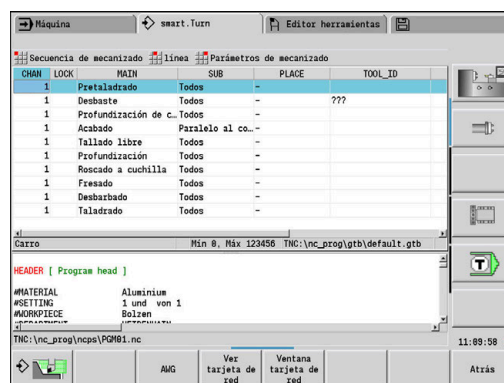 Máquina smart.Turn Editor herramientas
Secuencia de mecanizado línea Parámetros de mecanizado
CHAN LOCK MAIN SUB PLACE TOOL_ID
1 Pretaladrado Todos -
1 Desbaste Todos - ???
1 Profundización de c… Todos -
1 Acabado Paralelo al co… -
1 Tallado libre Todos -
1 Profundización Todos -
1 Roscado a cuchilla Todos -
1 Fresado Todos -
1 Desbarbado Todos -
1 Taladrado Todos -
Carro Mín 0, Máx 123456 TNC:\nc_prog\gtb\default.gtb
HEADER [ Program head ]
#MATERIAL Aluminium
#SETTING 1 und von 1
#WORKPIECE Bolzen
TNC:\nc_prog\ncps\PGM01.nc
T
11:09:58
AWG
Ver tarjeta de red
Ventana tarjeta de red
Atrás